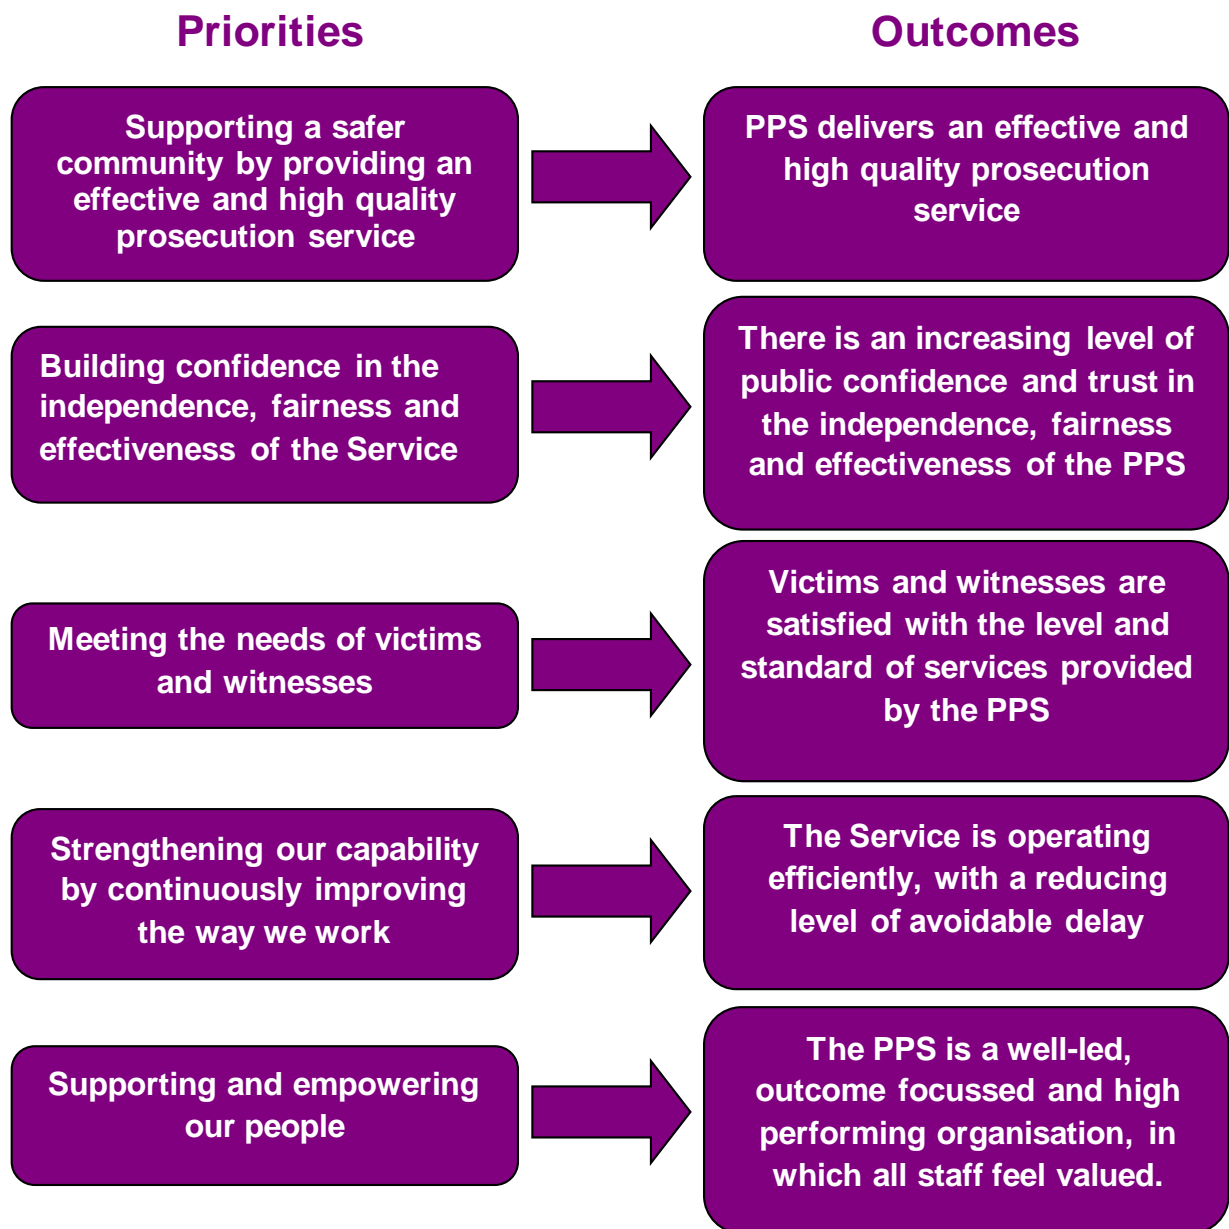 Priorities
Outcomes
Supporting a safer
community by providing an
effective and high quality
prosecution service
PPS delivers an effective and
high quality prosecution
service
Building confidence in the
independence, fairness and
effectiveness of the Service
There is an increasing level of
public confidence and trust in
the independence, fairness
and effectiveness of the PPS
Meeting the needs of victims
and witnesses
Victims and witnesses are
satisfied with the level and
standard of services provided
by the PPS
Strengthening our capability
by continuously improving
the way we work
The Service is operating
efficiently, with a reducing
level of avoidable delay
Supporting and empowering
our people
The PPS is a well-led,
outcome focussed and high
performing organisation, in
which all staff feel valued.